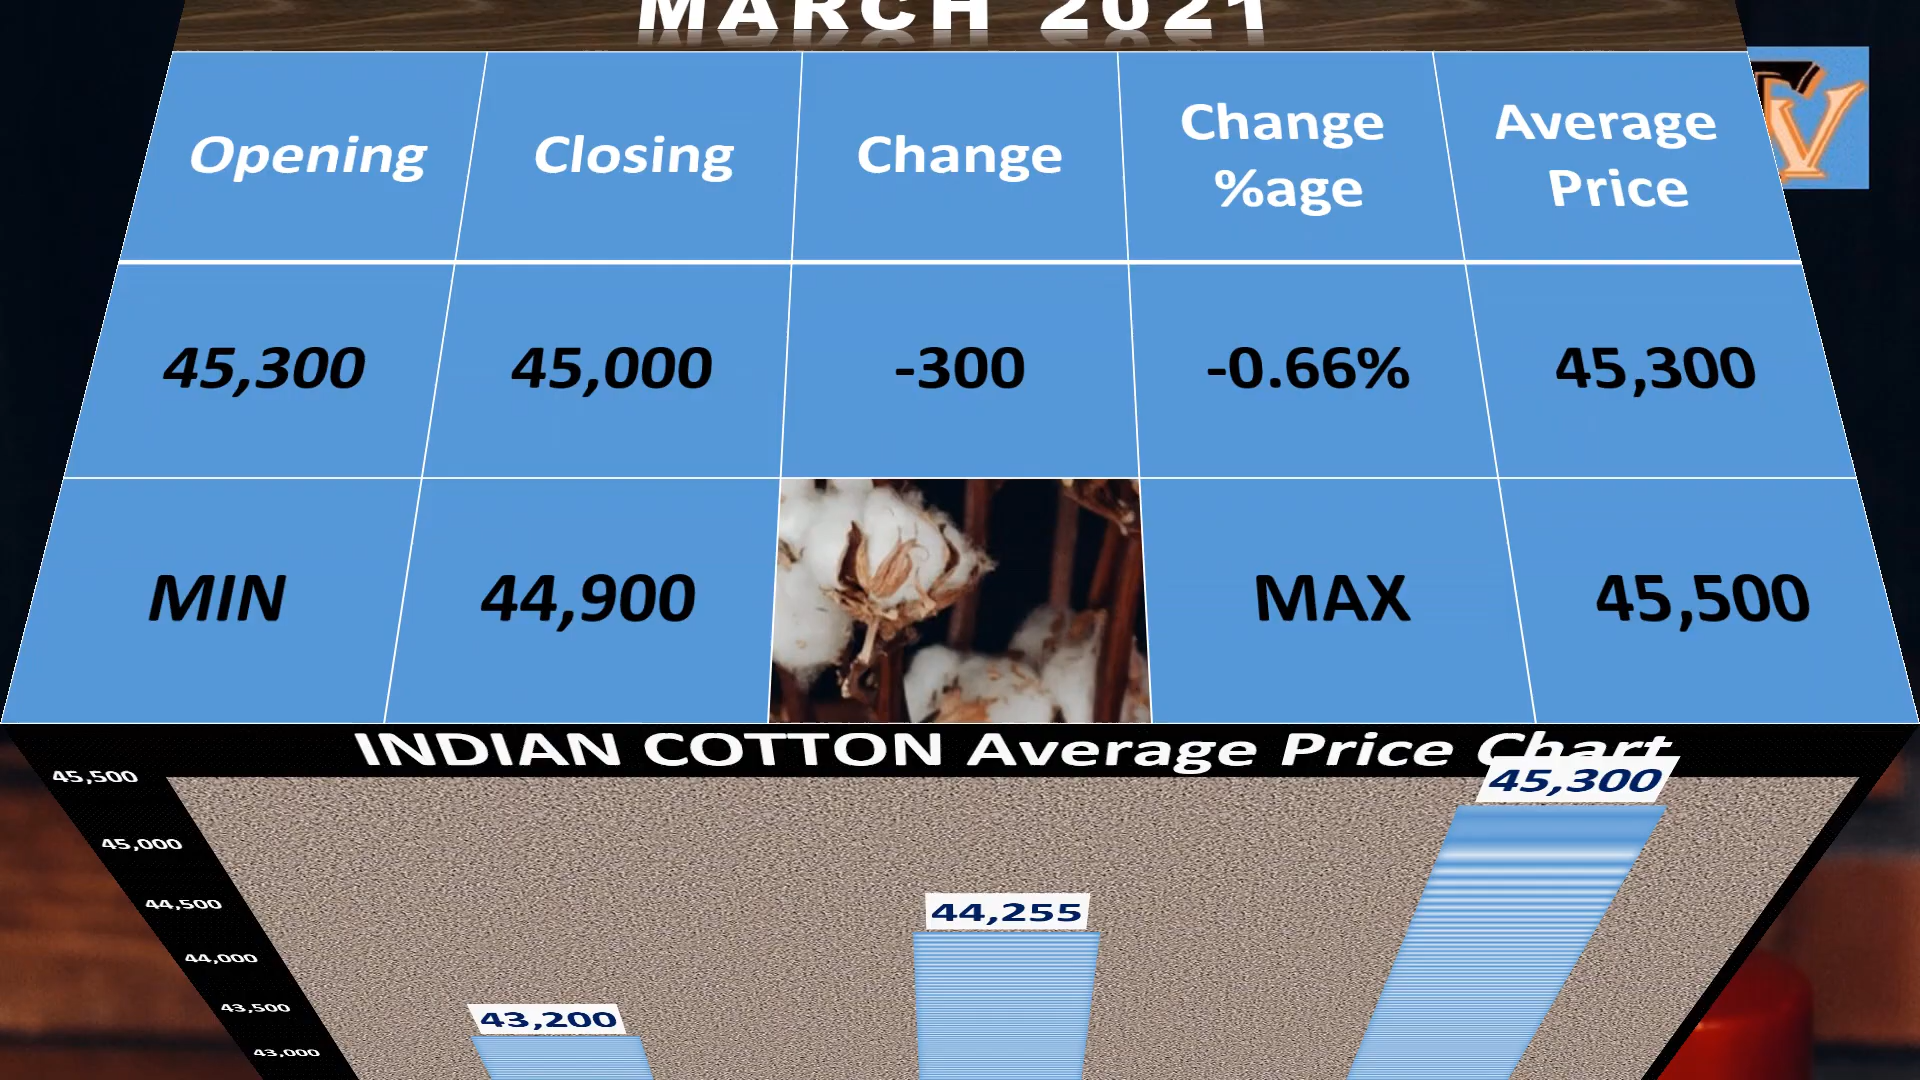 MARCH 2021
Opening Closing Change Change %age Average Price
45,300 45,000 -300 -0.66% 45,300
MIN 44,900 MAX 45,500
INDIAN COTTON Average Price Chart
45,500
45,000
44,500
44,000
43,500
43,000
45,300
44,255
43,200